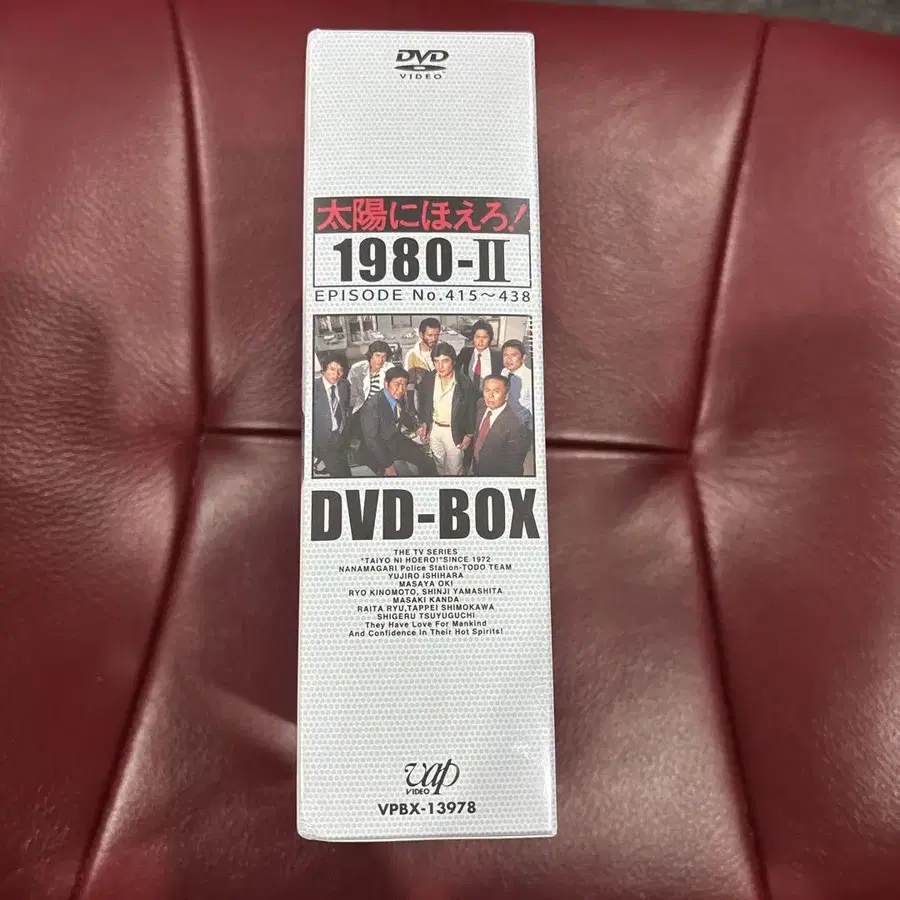 DVD
VIDEO
太陽にほえろ!
1980-II
EPISODE No.415〜438
DVD-BOX
THE TV SERIES
"TAIYO NI HOERO!"SINCE 1972
NANAMAGARI Police Station-TODO TEAM
YUJIRO ISHIHARA
MASAYA OKI
RYO KINOMOTO, SHINJI YAMASHITA
MASAKI KANDA
RAITA RYU,TAPPEI SHIMOKAWA
SHIGERU TSUYUGUCHI
They Have Love For Mankind
And Confidence In Their Hot Spirits!
vap
VIDEO
VPBX-13978